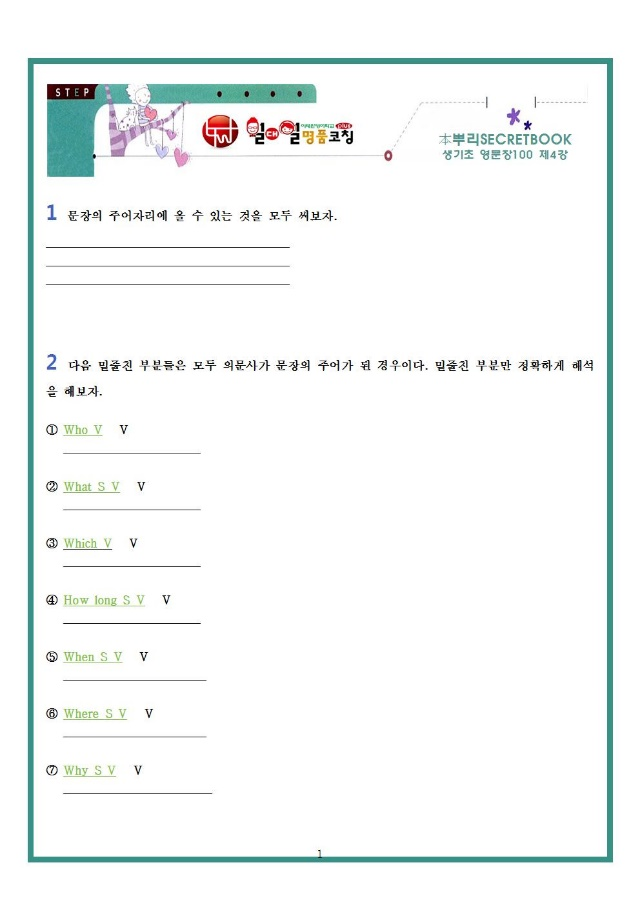 STEP
일대일명품코칭
plus
本뿌리SECRETBOOK
생기초 영문장100 제4강
1 문장의 주어자리에 올 수 있는 것을 모두 써보자.
2 다음 밑줄친 부분들은 모두 의문사가 문장의 주어가 된 경우이다. 밑줄친 부분만 정확하게 해석
을 해보자.
① Who V V
② What S V V
③ Which V V
④ How long S V V
⑤ When S V V
⑥ Where S V V
⑦ Why S V V
1